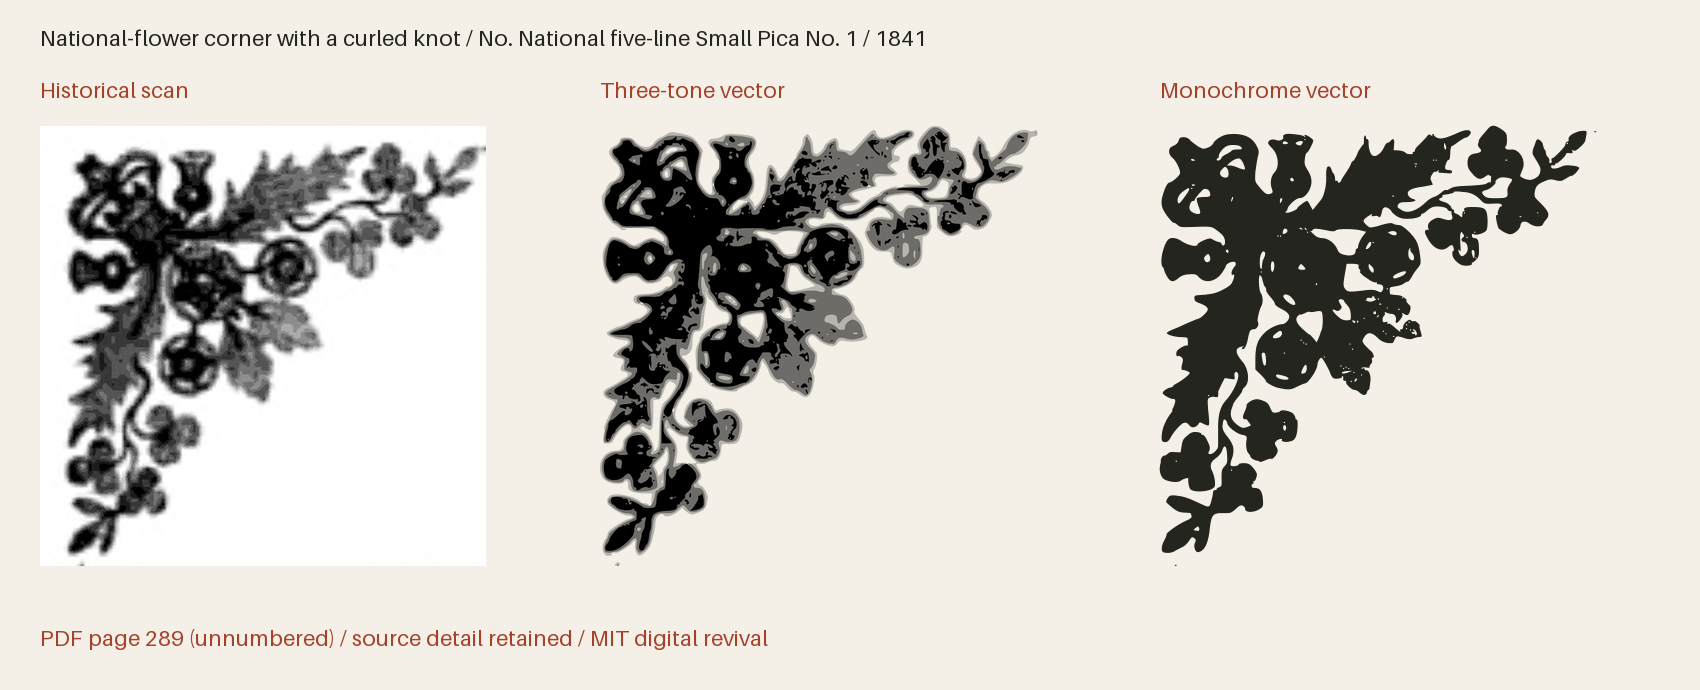 National-flower corner with a curled knot / No. National five-line Small Pica No. 1 / 1841
Historical scan
Three-tone vector
Monochrome vector
PDF page 289 (unnumbered) / source detail retained / MIT digital revival